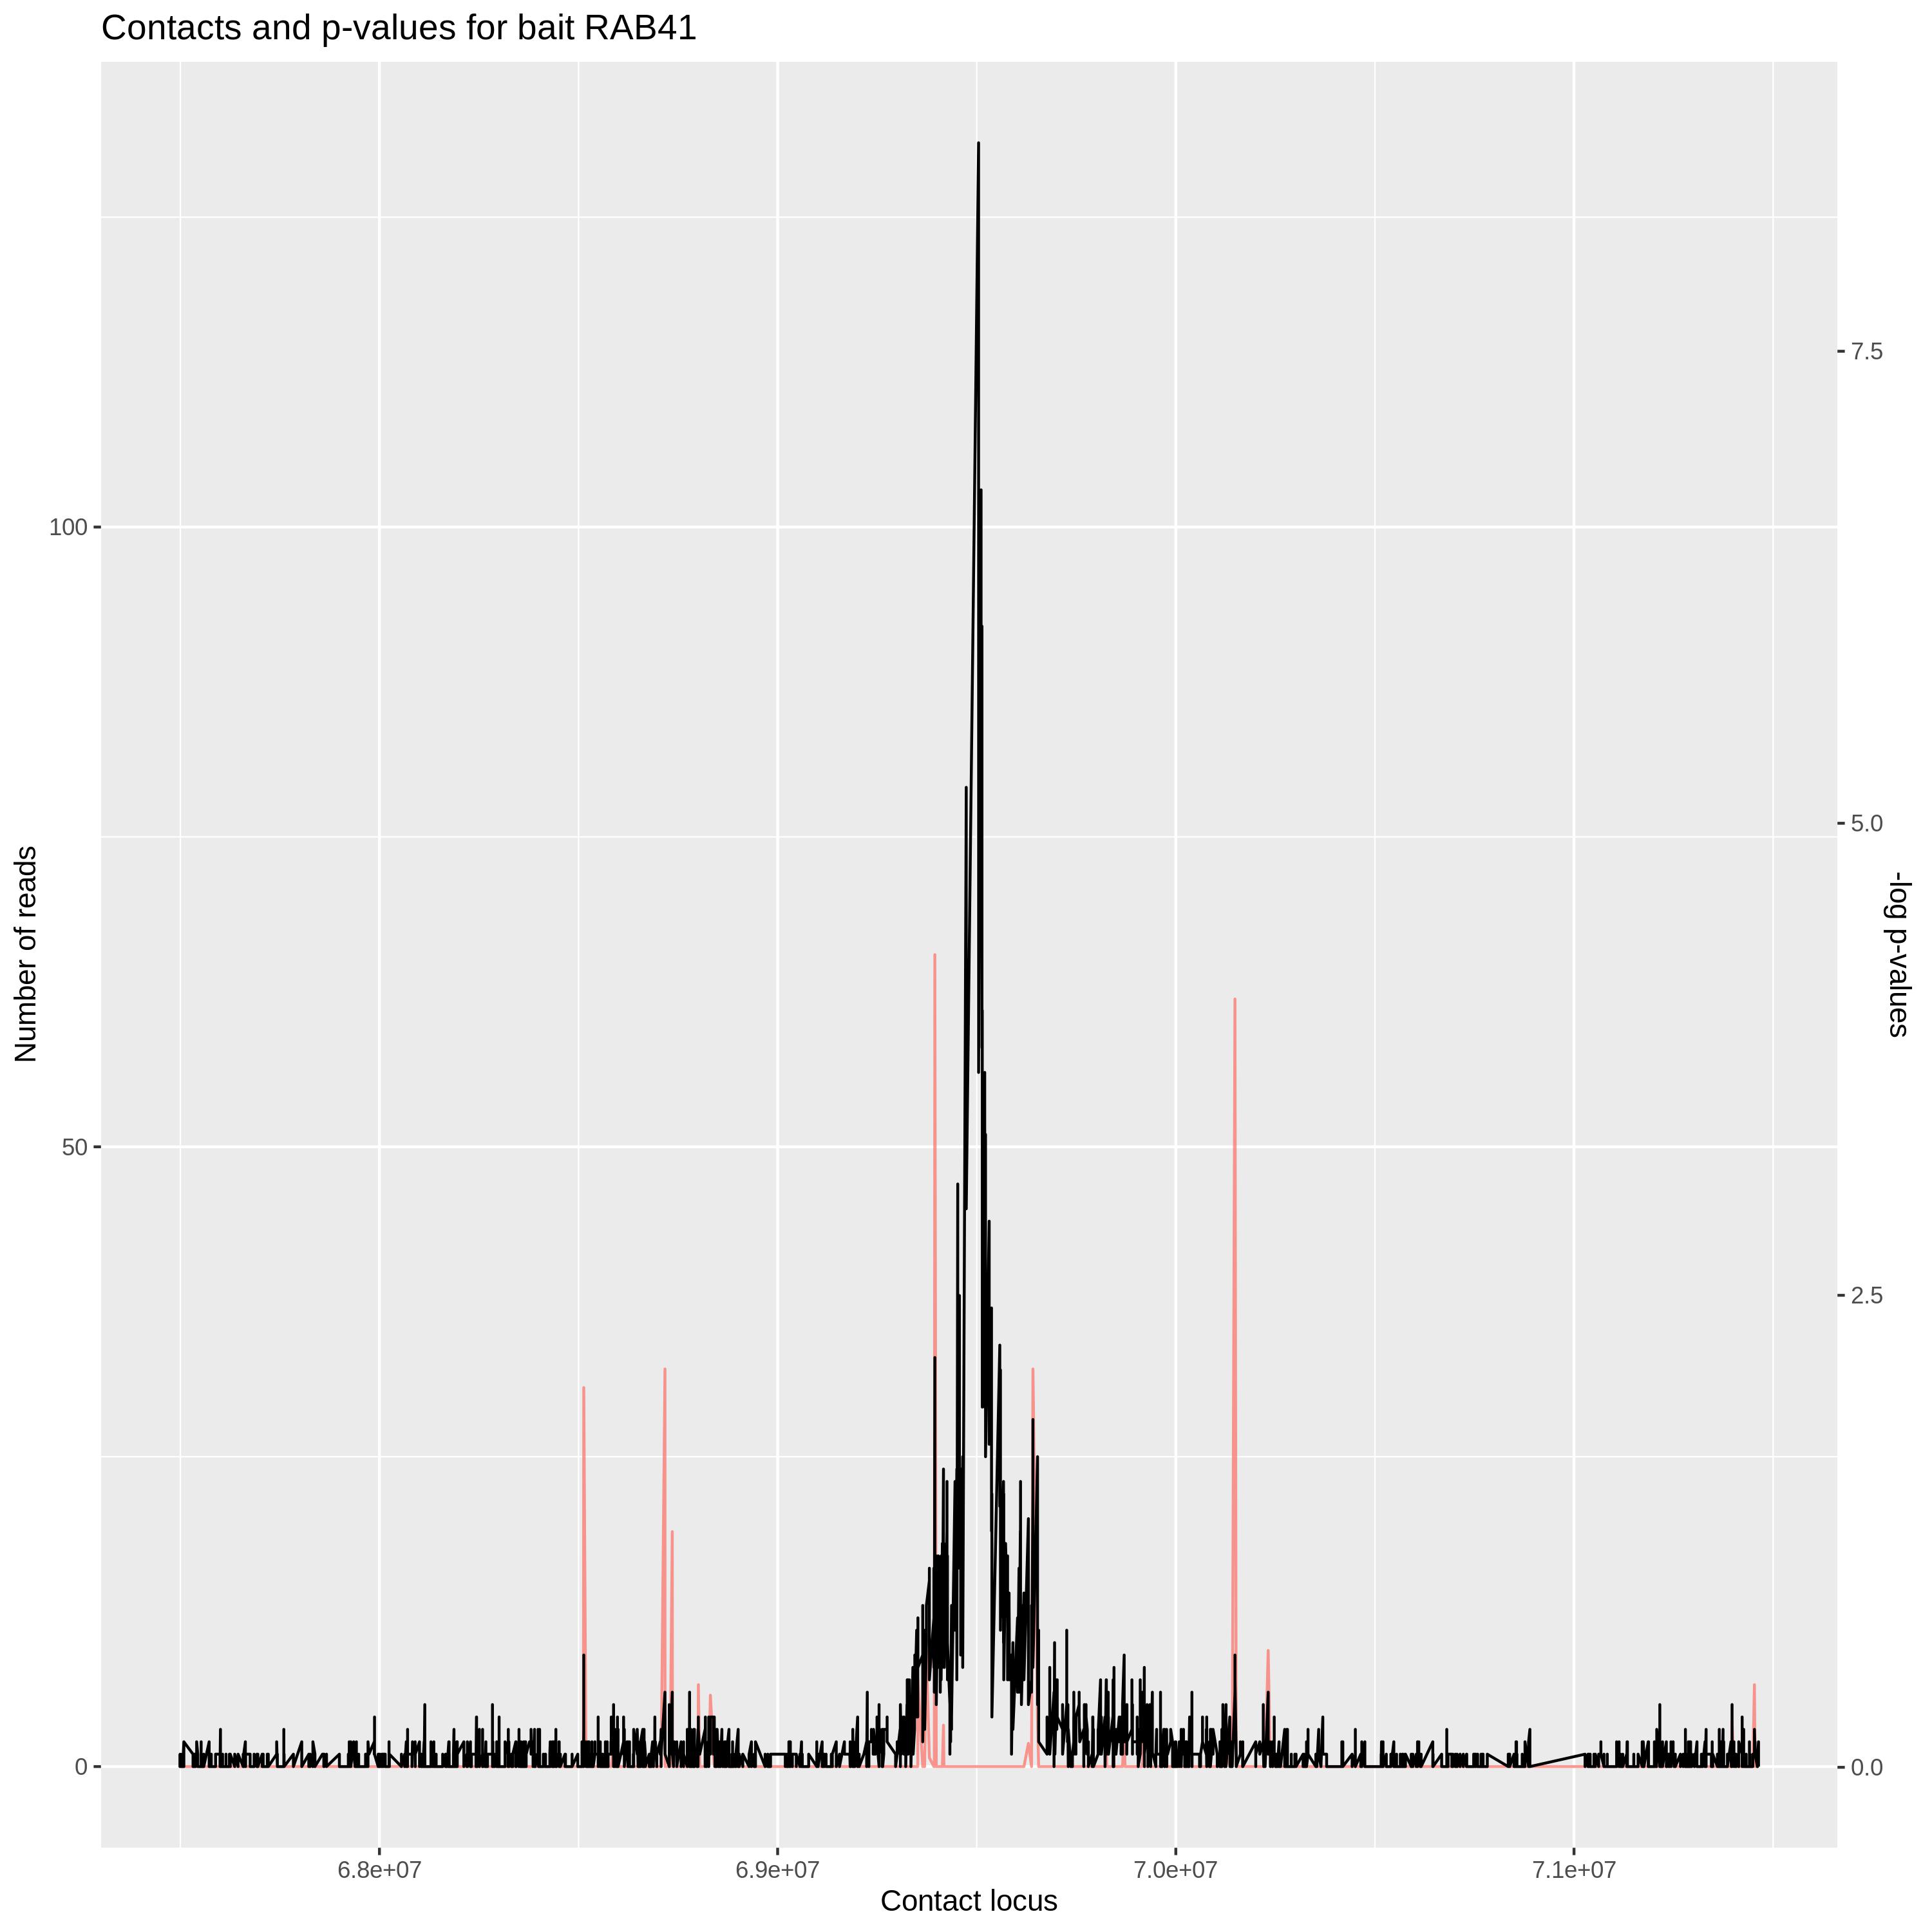 Contacts and p-values for bait RAB41
Number of reads
100
50
0
7.5
5.0
2.5
0.0
-log p-values
6.8e+07
6.9e+07
7.0e+07
7.1e+07
Contact locus